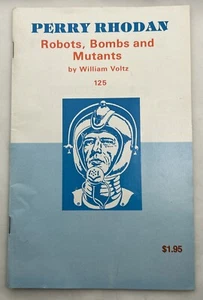 PERRY RHODAN
Robots, Bombs and
Mutants
by William Voltz
125
$1.95